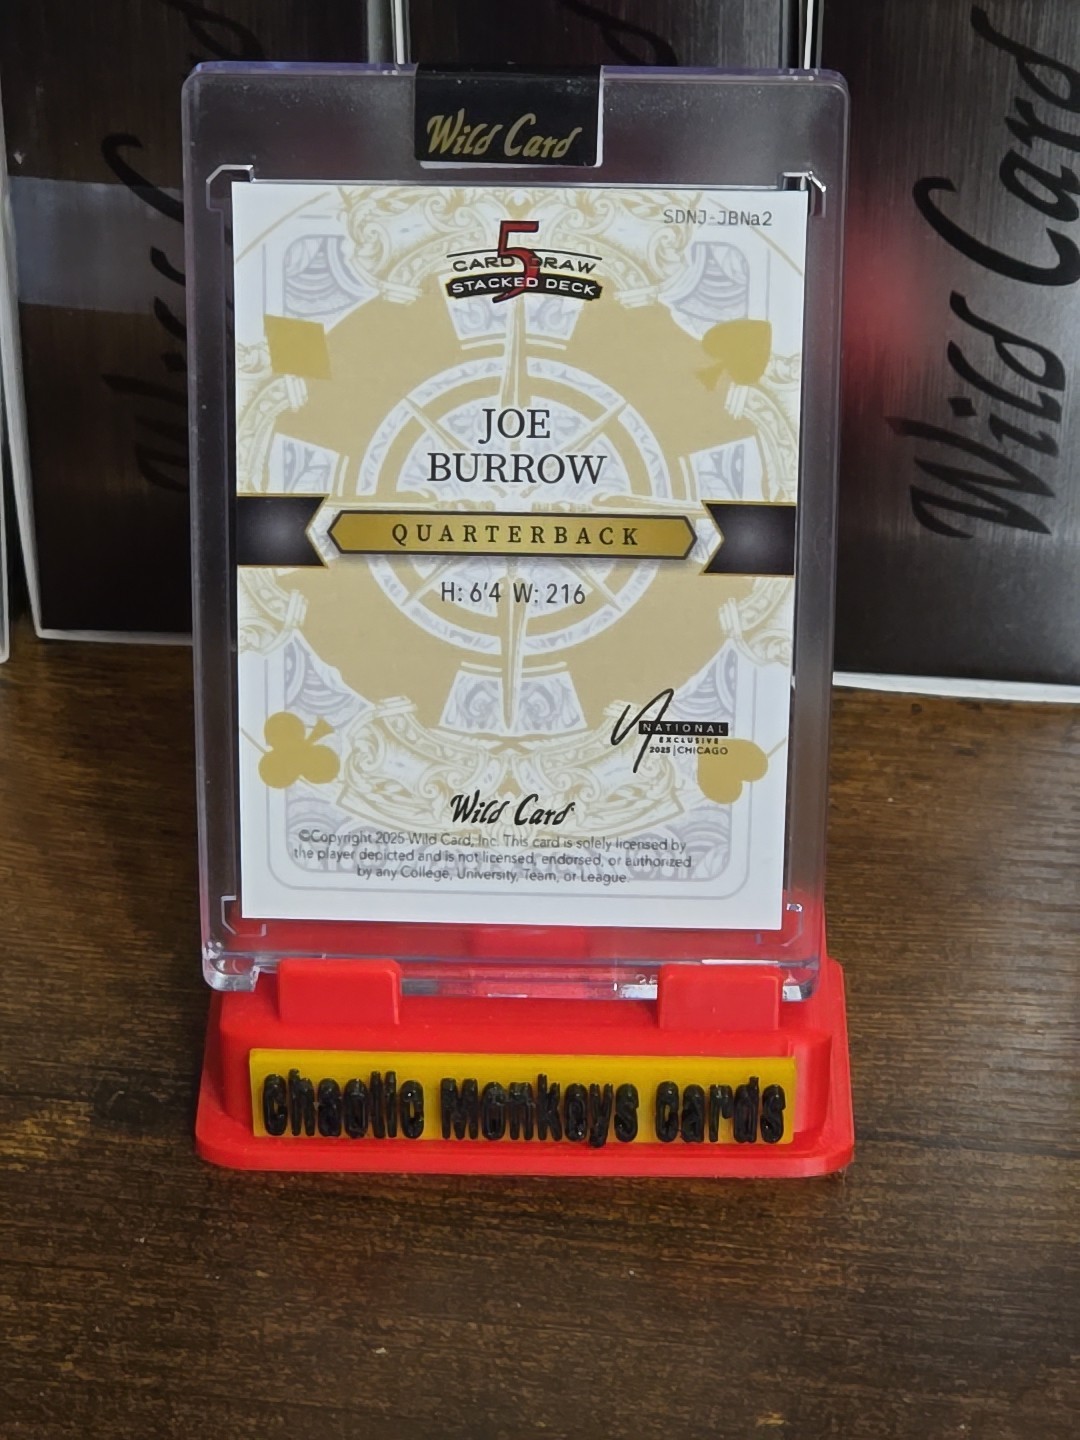 Wild Card
Wild Card
SDNJ-JBNa2
5
CARD DRAW
STACKED DECK
JOE
BURROW
QUARTERBACK
H: 6'4 W: 216
NATIONAL
EXCLUSIVE
2025 | CHICAGO
Wild Card
©Copyright 2025 Wild Card, Inc. This card is solely licensed by
the player depicted and is not licensed, endorsed, or authorized
by any College, University, Team, or League.
Chaotic Monkeys Cards